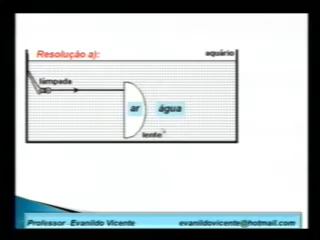 Resolução a): aquário
lâmpada
ar água
lente
Professor Evanildo Vicente evanildovicente@hotmail.com